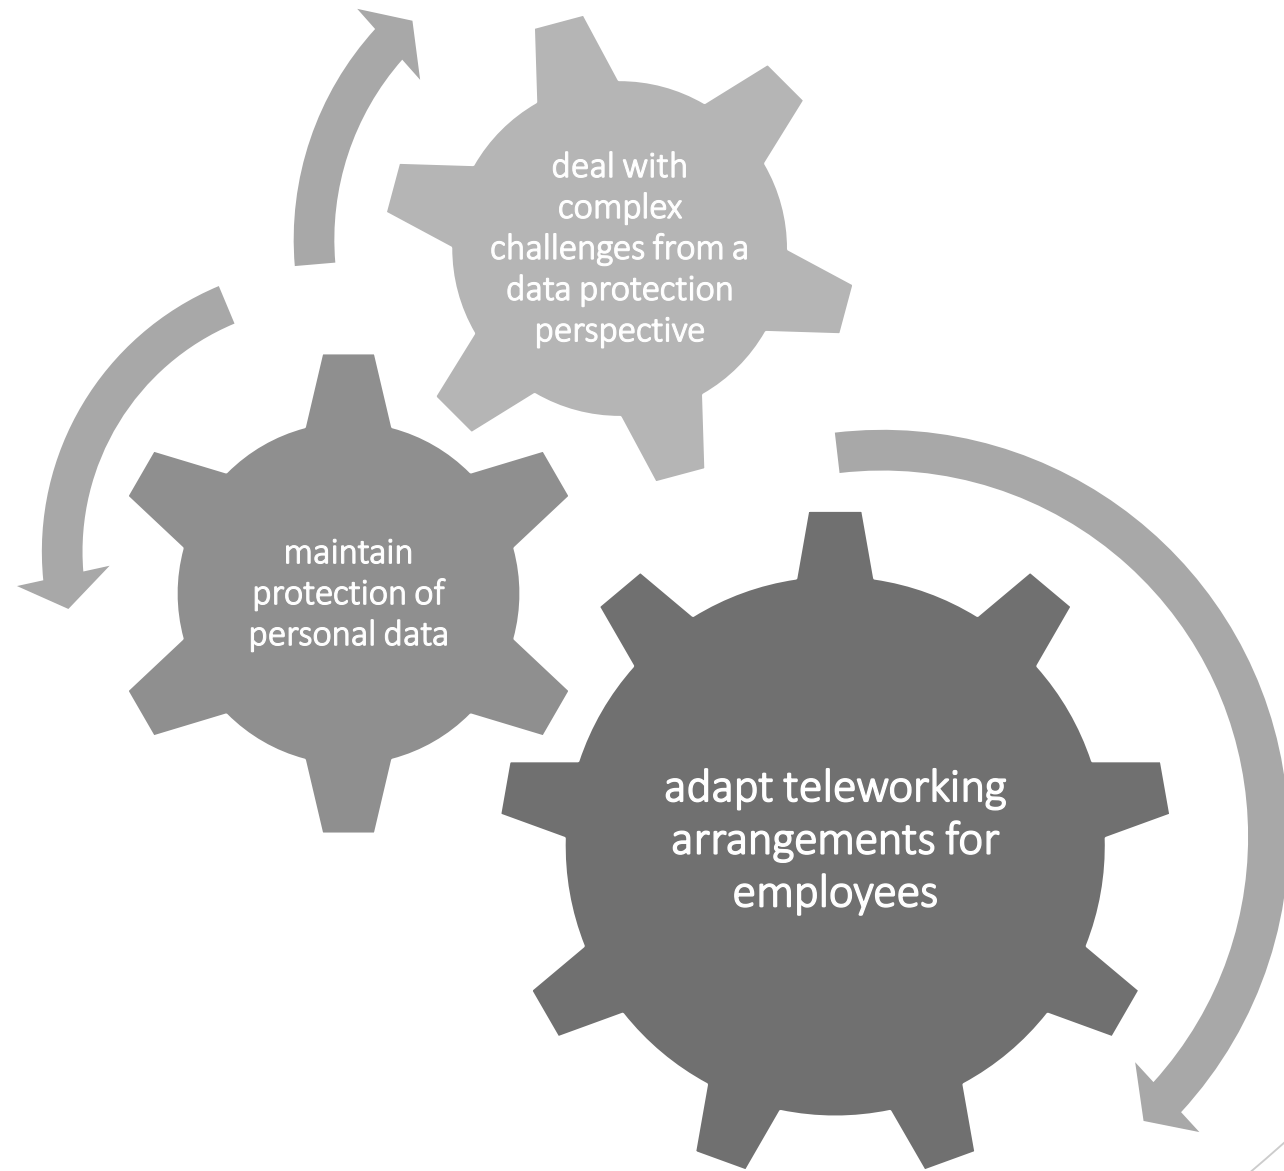 deal with
complex
challenges from a
data protection
perspective
maintain
protection of
personal data
adapt teleworking
arrangements for
employees